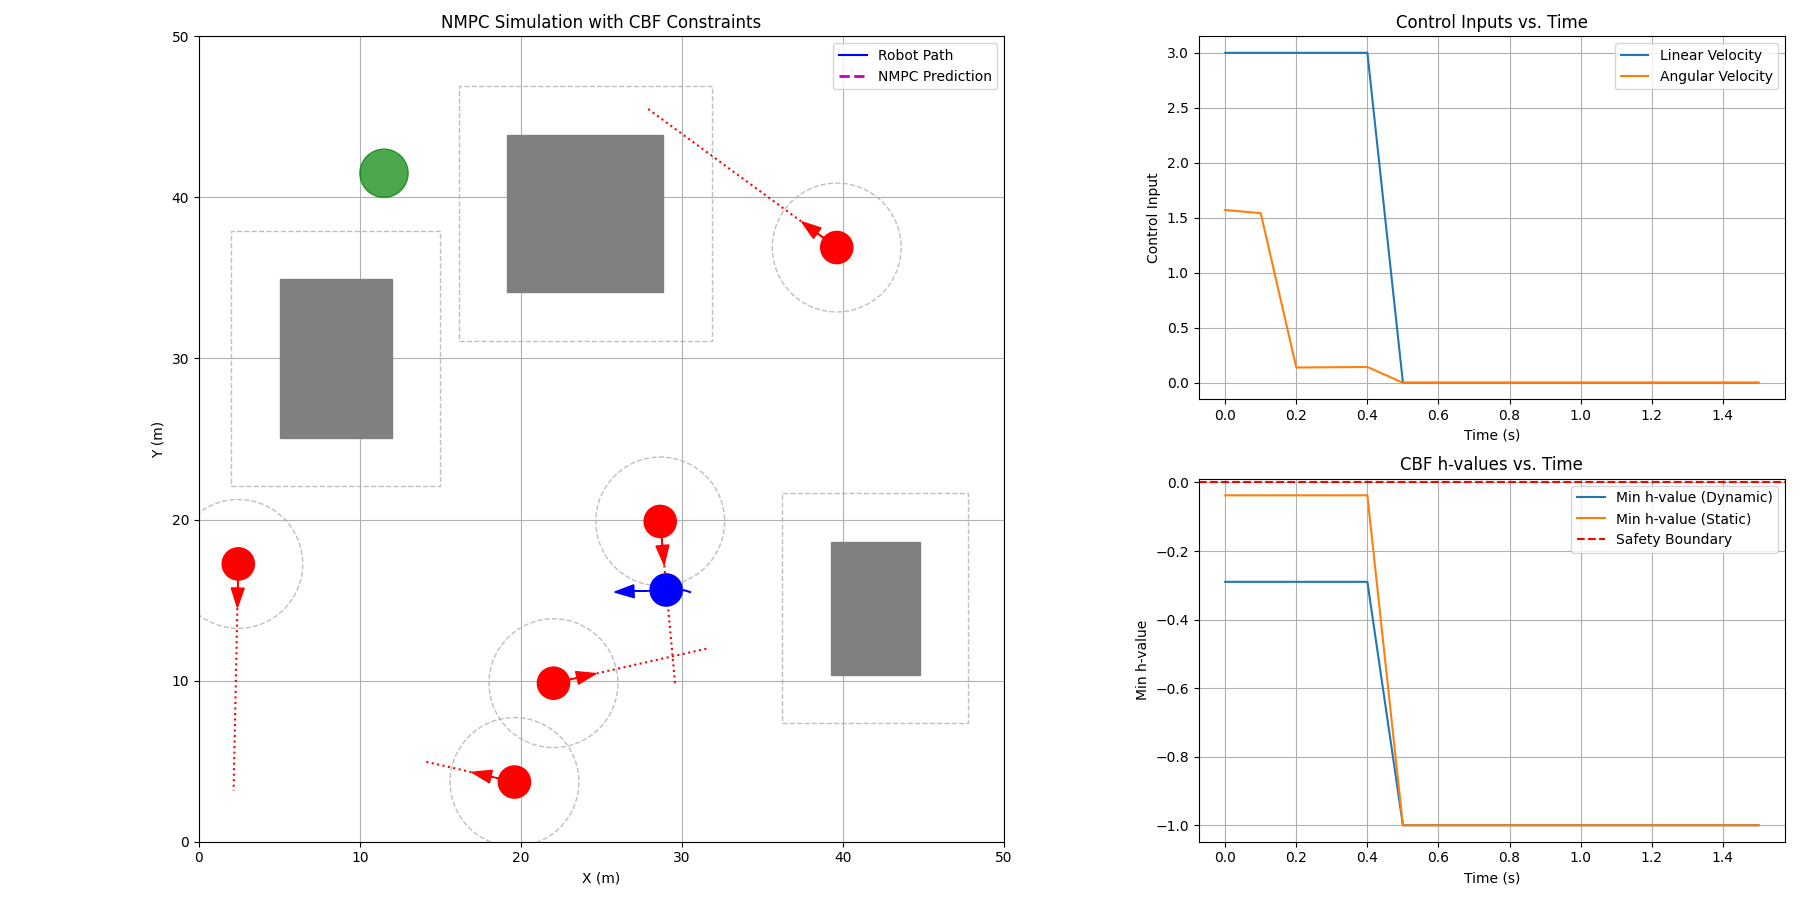 NMPC Simulation with CBF Constraints
50
40
30
20
10
0
Y (m)
Robot Path
NMPC Prediction
0 10 20 30 40 50
X (m)
Control Inputs vs. Time
3.0
2.5
2.0
1.5
1.0
0.5
0.0
Control Input
Linear Velocity
Angular Velocity
0.0 0.2 0.4 0.6 0.8 1.0 1.2 1.4
Time (s)
CBF h-values vs. Time
0.0
−0.2
−0.4
−0.6
−0.8
−1.0
Min h-value
Min h-value (Dynamic)
Min h-value (Static)
Safety Boundary
0.0 0.2 0.4 0.6 0.8 1.0 1.2 1.4
Time (s)